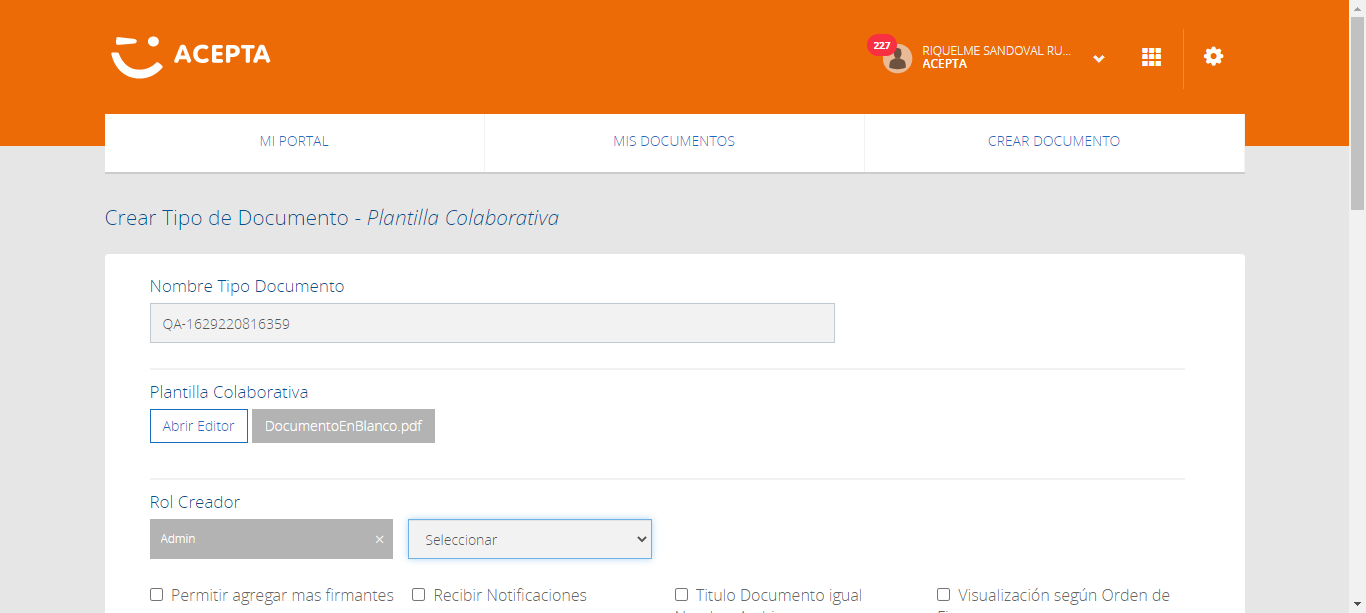 ACEPTA
227
RIQUELME SANDOVAL RU...
ACEPTA
MI PORTAL
MIS DOCUMENTOS
CREAR DOCUMENTO
Crear Tipo de Documento - Plantilla Colaborativa
Nombre Tipo Documento
QA-1629220816359
Plantilla Colaborativa
Abrir Editor
DocumentoEnBlanco.pdf
Rol Creador
Admin ×
Seleccionar
Permitir agregar mas firmantes
Recibir Notificaciones
Titulo Documento igual
Visualización según Orden de